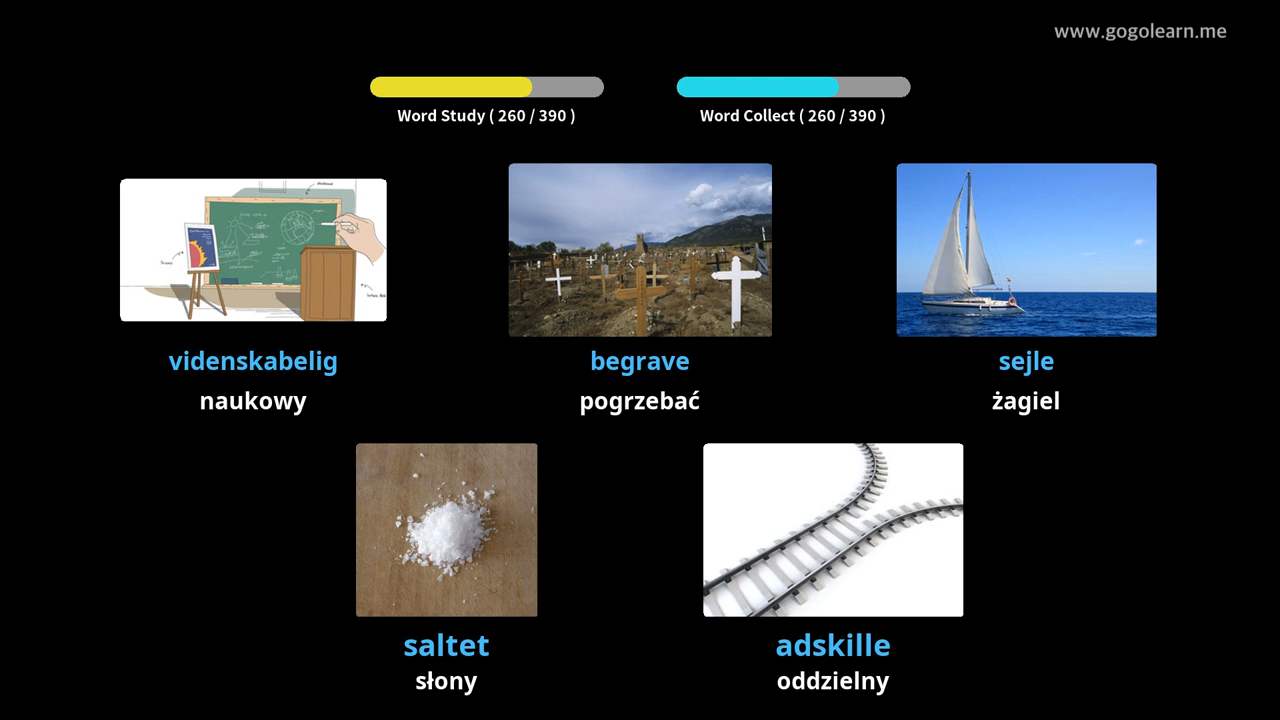 www.gogolearn.me
Word Study ( 260 / 390 )
Word Collect ( 260 / 390 )
videnskabelig
naukowy
begrave
pogrzebać
sejle
żagiel
saltet
słony
adskille
oddzielny